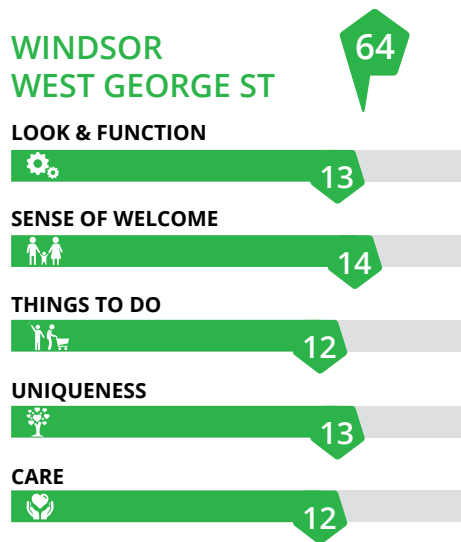 WINDSOR
WEST GEORGE ST
64
LOOK & FUNCTION
13
SENSE OF WELCOME
14
THINGS TO DO
12
UNIQUENESS
13
CARE
12